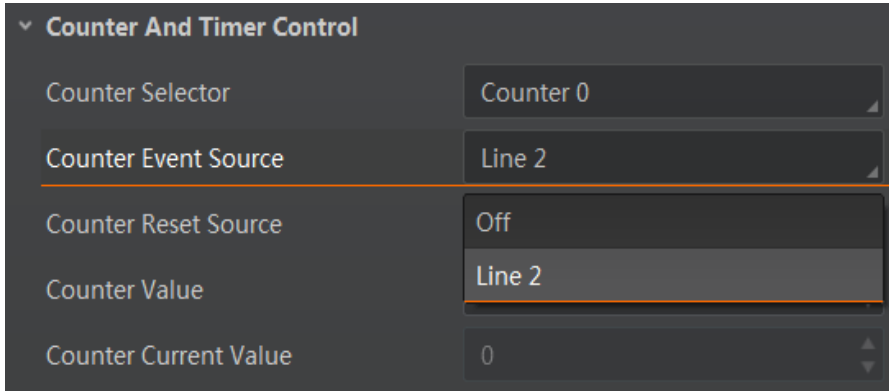 Counter And Timer Control
Counter Selector Counter 0
Counter Event Source Line 2
Counter Reset Source Off
Line 2
Counter Value
Counter Current Value 0